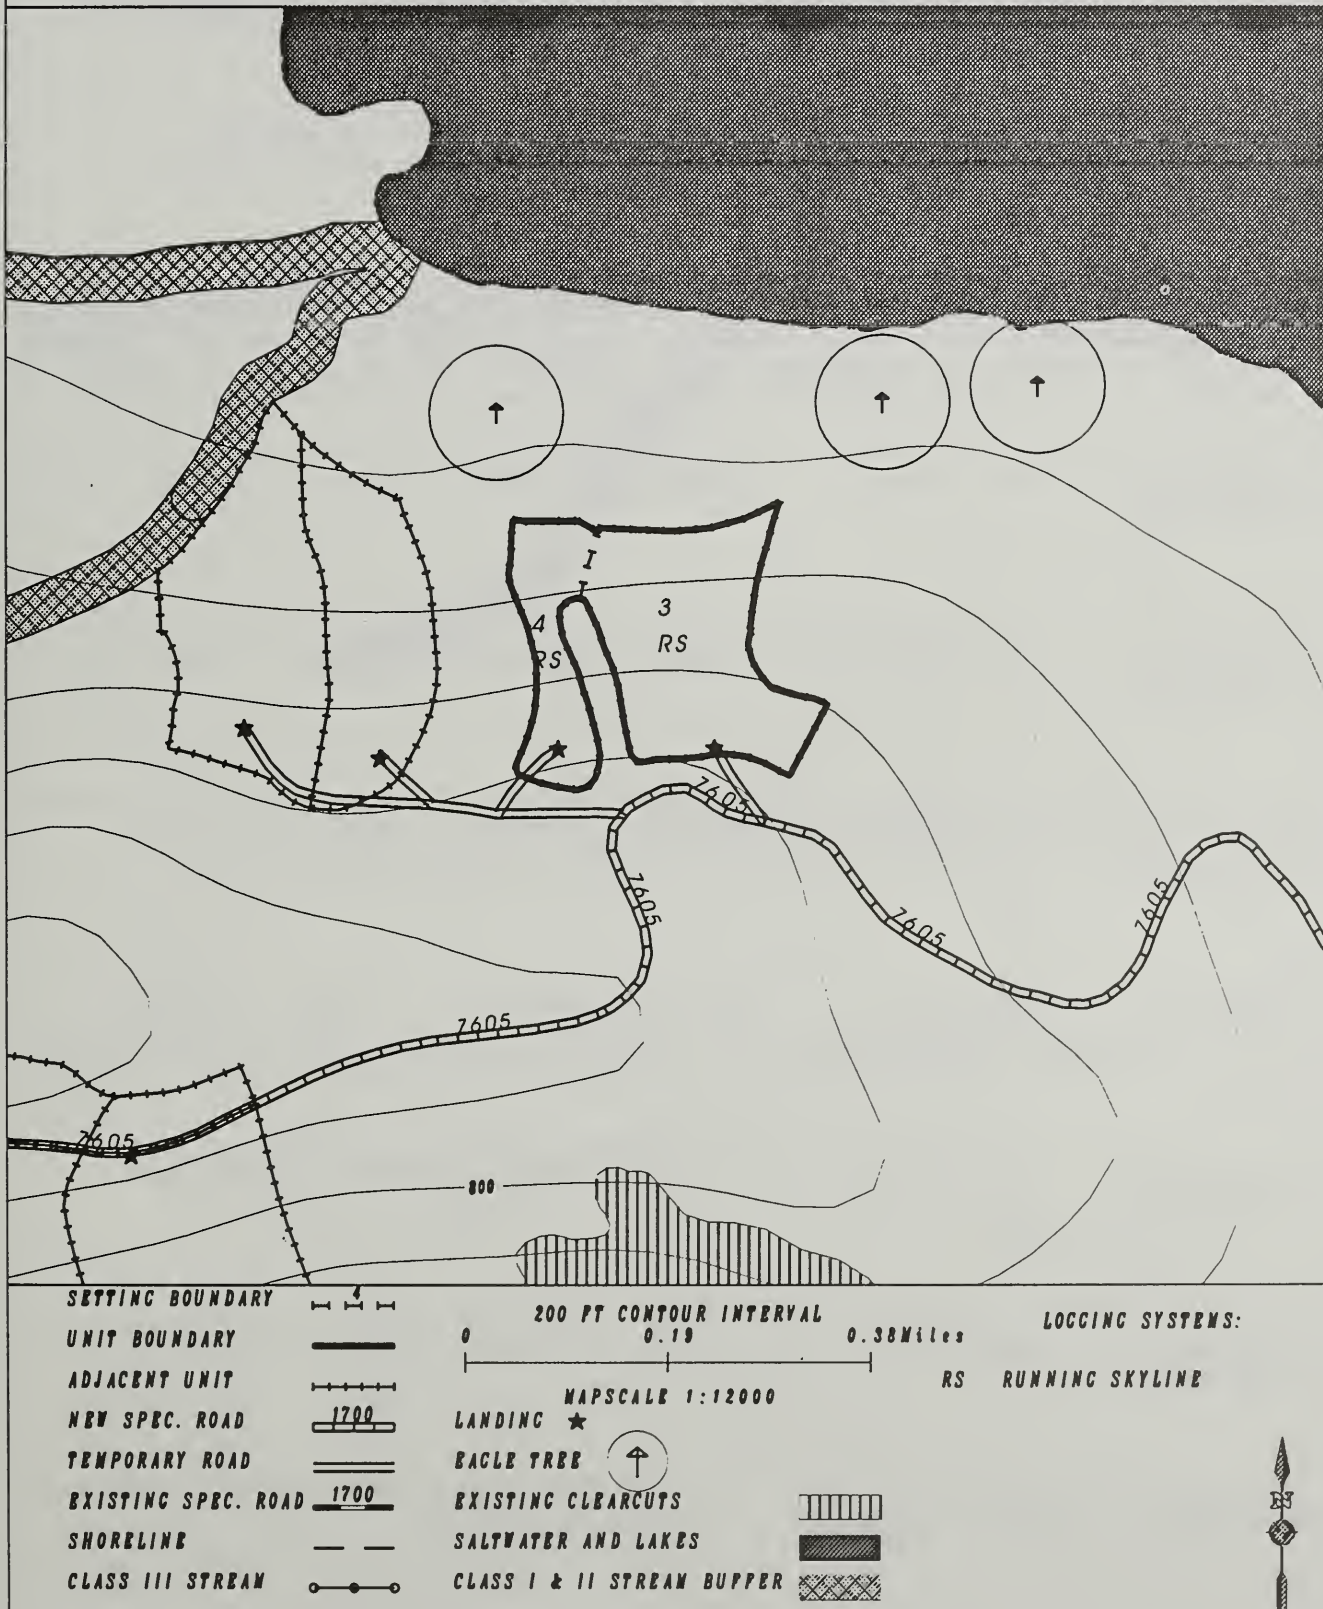 4
RS
3
RS
7605
7605
7605
7605
7605
7605
800
SETTING BOUNDARY 4
UNIT BOUNDARY
ADJACENT UNIT
NEW SPEC. ROAD 1700
TEMPORARY ROAD
EXISTING SPEC. ROAD 1700
SHORELINE
CLASS III STREAM
200 FT CONTOUR INTERVAL
0 0.19 0.38Miles
MAPSCALE 1:12000
LANDING
EAGLE TREE
EXISTING CLEARCUTS
SALTWATER AND LAKES
CLASS I & II STREAM BUFFER
LOGGING SYSTEMS:
RS RUNNING SKYLINE
N